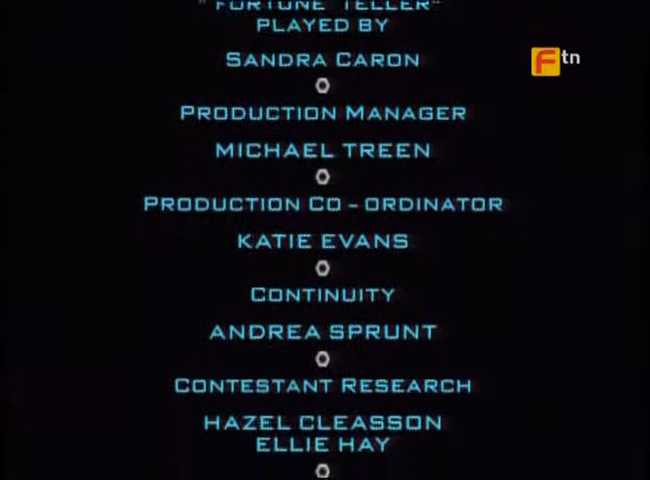 "FORTUNE TELLER"
PLAYED BY
SANDRA CARON
PRODUCTION MANAGER
MICHAEL TREEN
PRODUCTION CO - ORDINATOR
KATIE EVANS
CONTINUITY
ANDREA SPRUNT
CONTESTANT RESEARCH
HAZEL CLEASSON
ELLIE HAY
Ftn